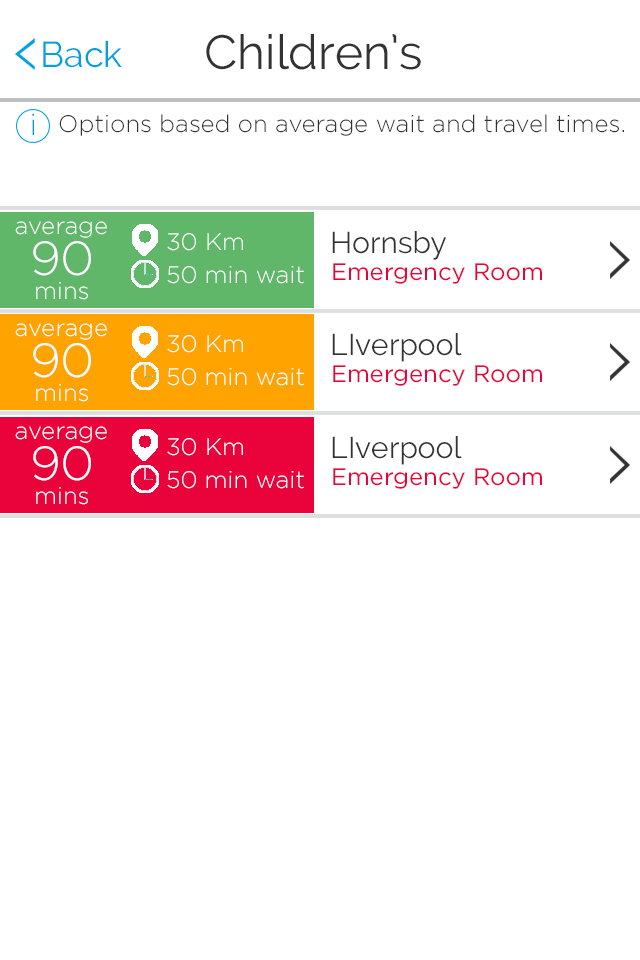 Back
Children's
i Options based on average wait and travel times.
average
90
mins
30 Km
50 min wait
Hornsby
Emergency Room
average
90
mins
30 Km
50 min wait
LIverpool
Emergency Room
average
90
mins
30 Km
50 min wait
LIverpool
Emergency Room